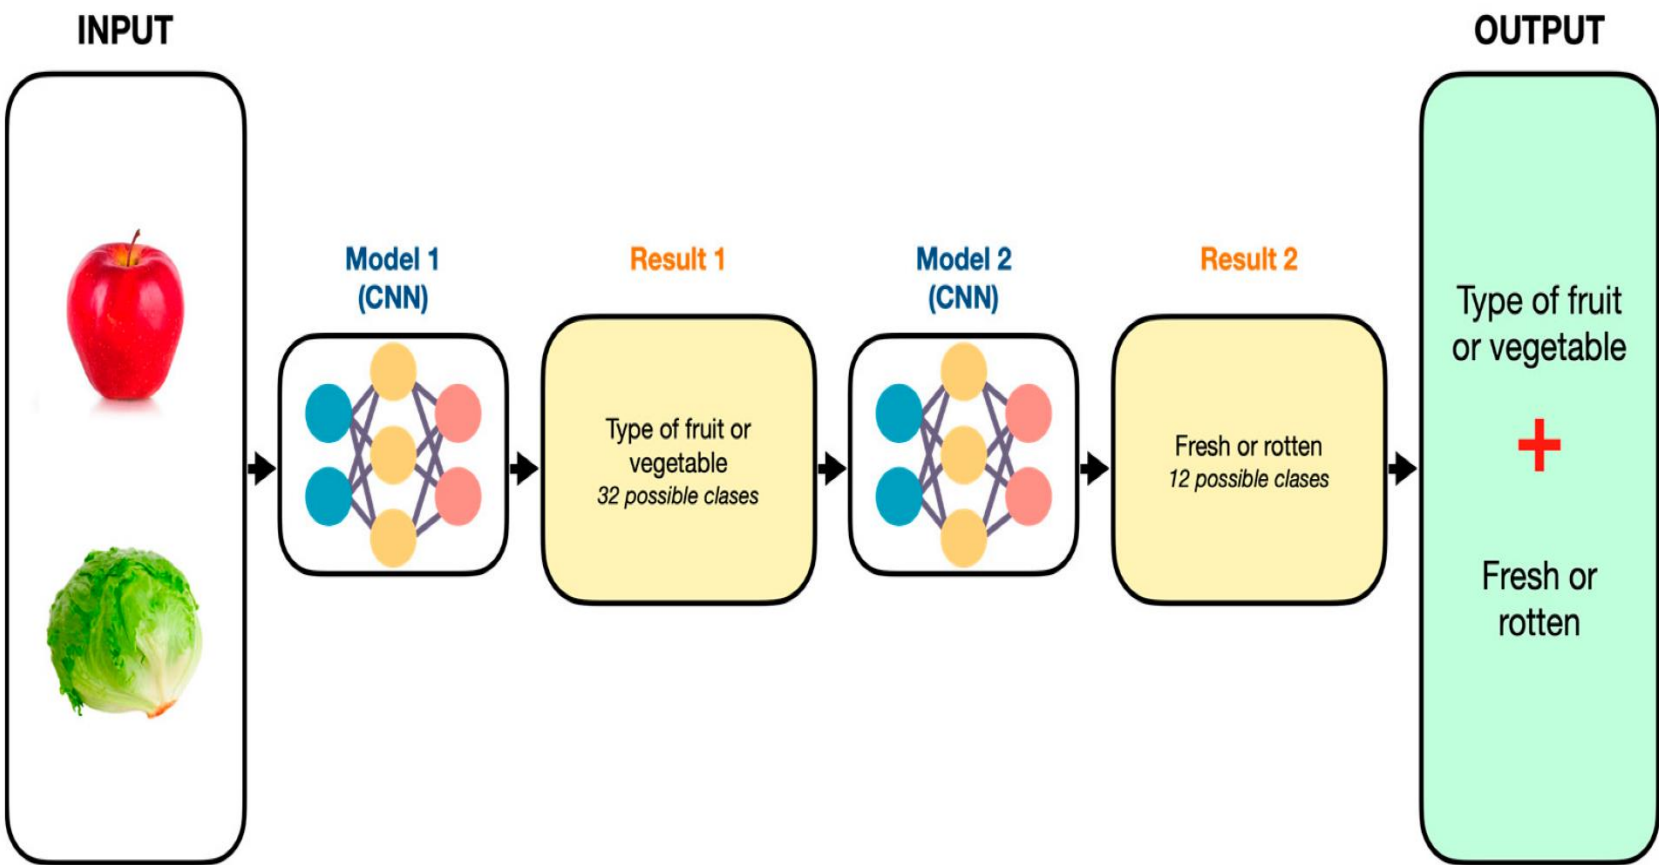 INPUT
OUTPUT
Model 1
(CNN)
Result 1
Model 2
(CNN)
Result 2
Type of fruit or
vegetable
32 possible clases
Fresh or rotten
12 possible clases
Type of fruit
or vegetable
+
Fresh or
rotten